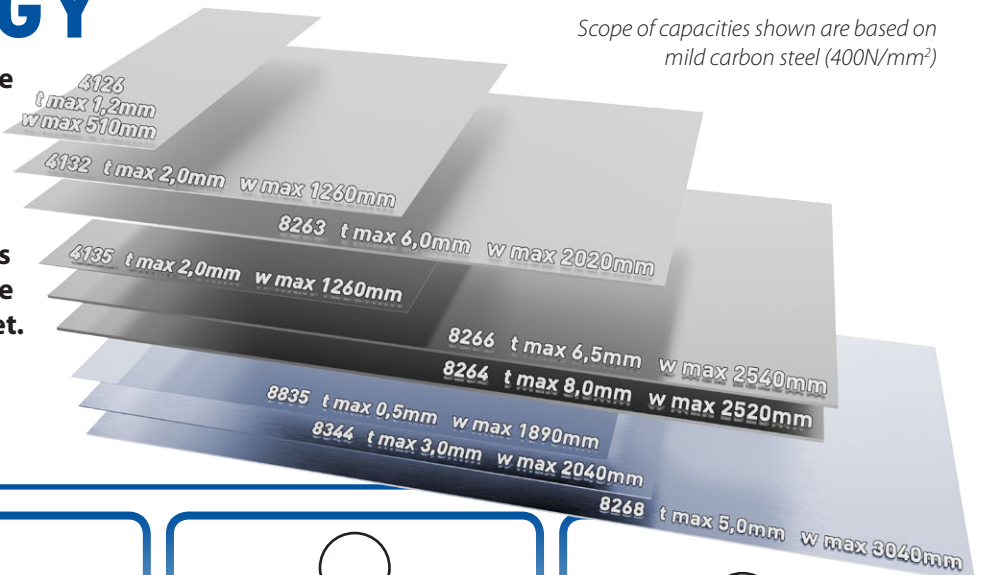 GY
Scope of capacities shown are based on
mild carbon steel (400N/mm²)
e
4126
t max 1,2mm
w max 510mm
4132 t max 2,0mm w max 1260mm
8263 t max 6,0mm w max 2020mm
s
4135 t max 2,0mm w max 1260mm
e
et.
8266 t max 6,5mm w max 2540mm
8264 t max 8,0mm w max 2520mm
8835 t max 0,5mm w max 1890mm
8344 t max 3,0mm w max 2040mm
8268 t max 5,0mm w max 3040mm